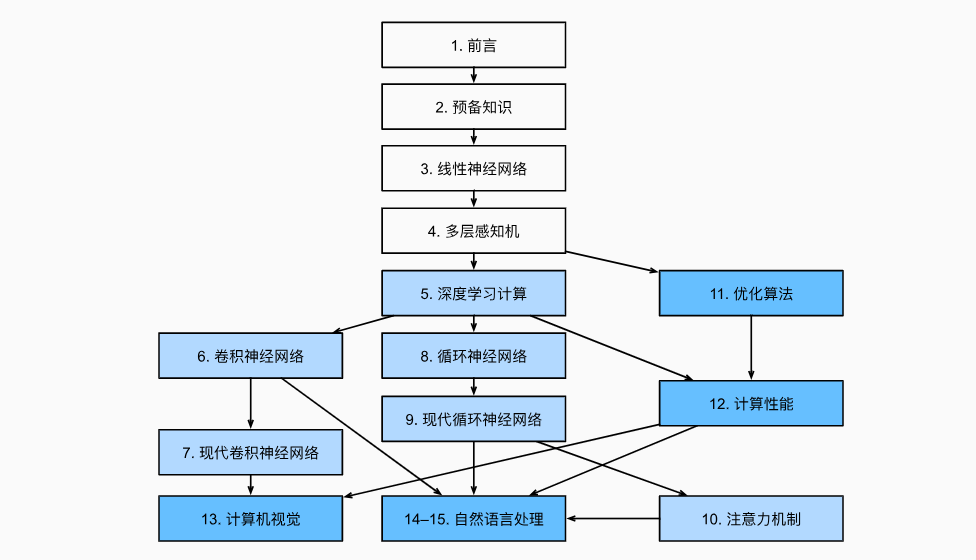 1. 前言
2. 预备知识
3. 线性神经网络
4. 多层感知机
5. 深度学习计算
11. 优化算法
6. 卷积神经网络
8. 循环神经网络
12. 计算性能
9. 现代循环神经网络
7. 现代卷积神经网络
13. 计算机视觉
14–15. 自然语言处理
10. 注意力机制